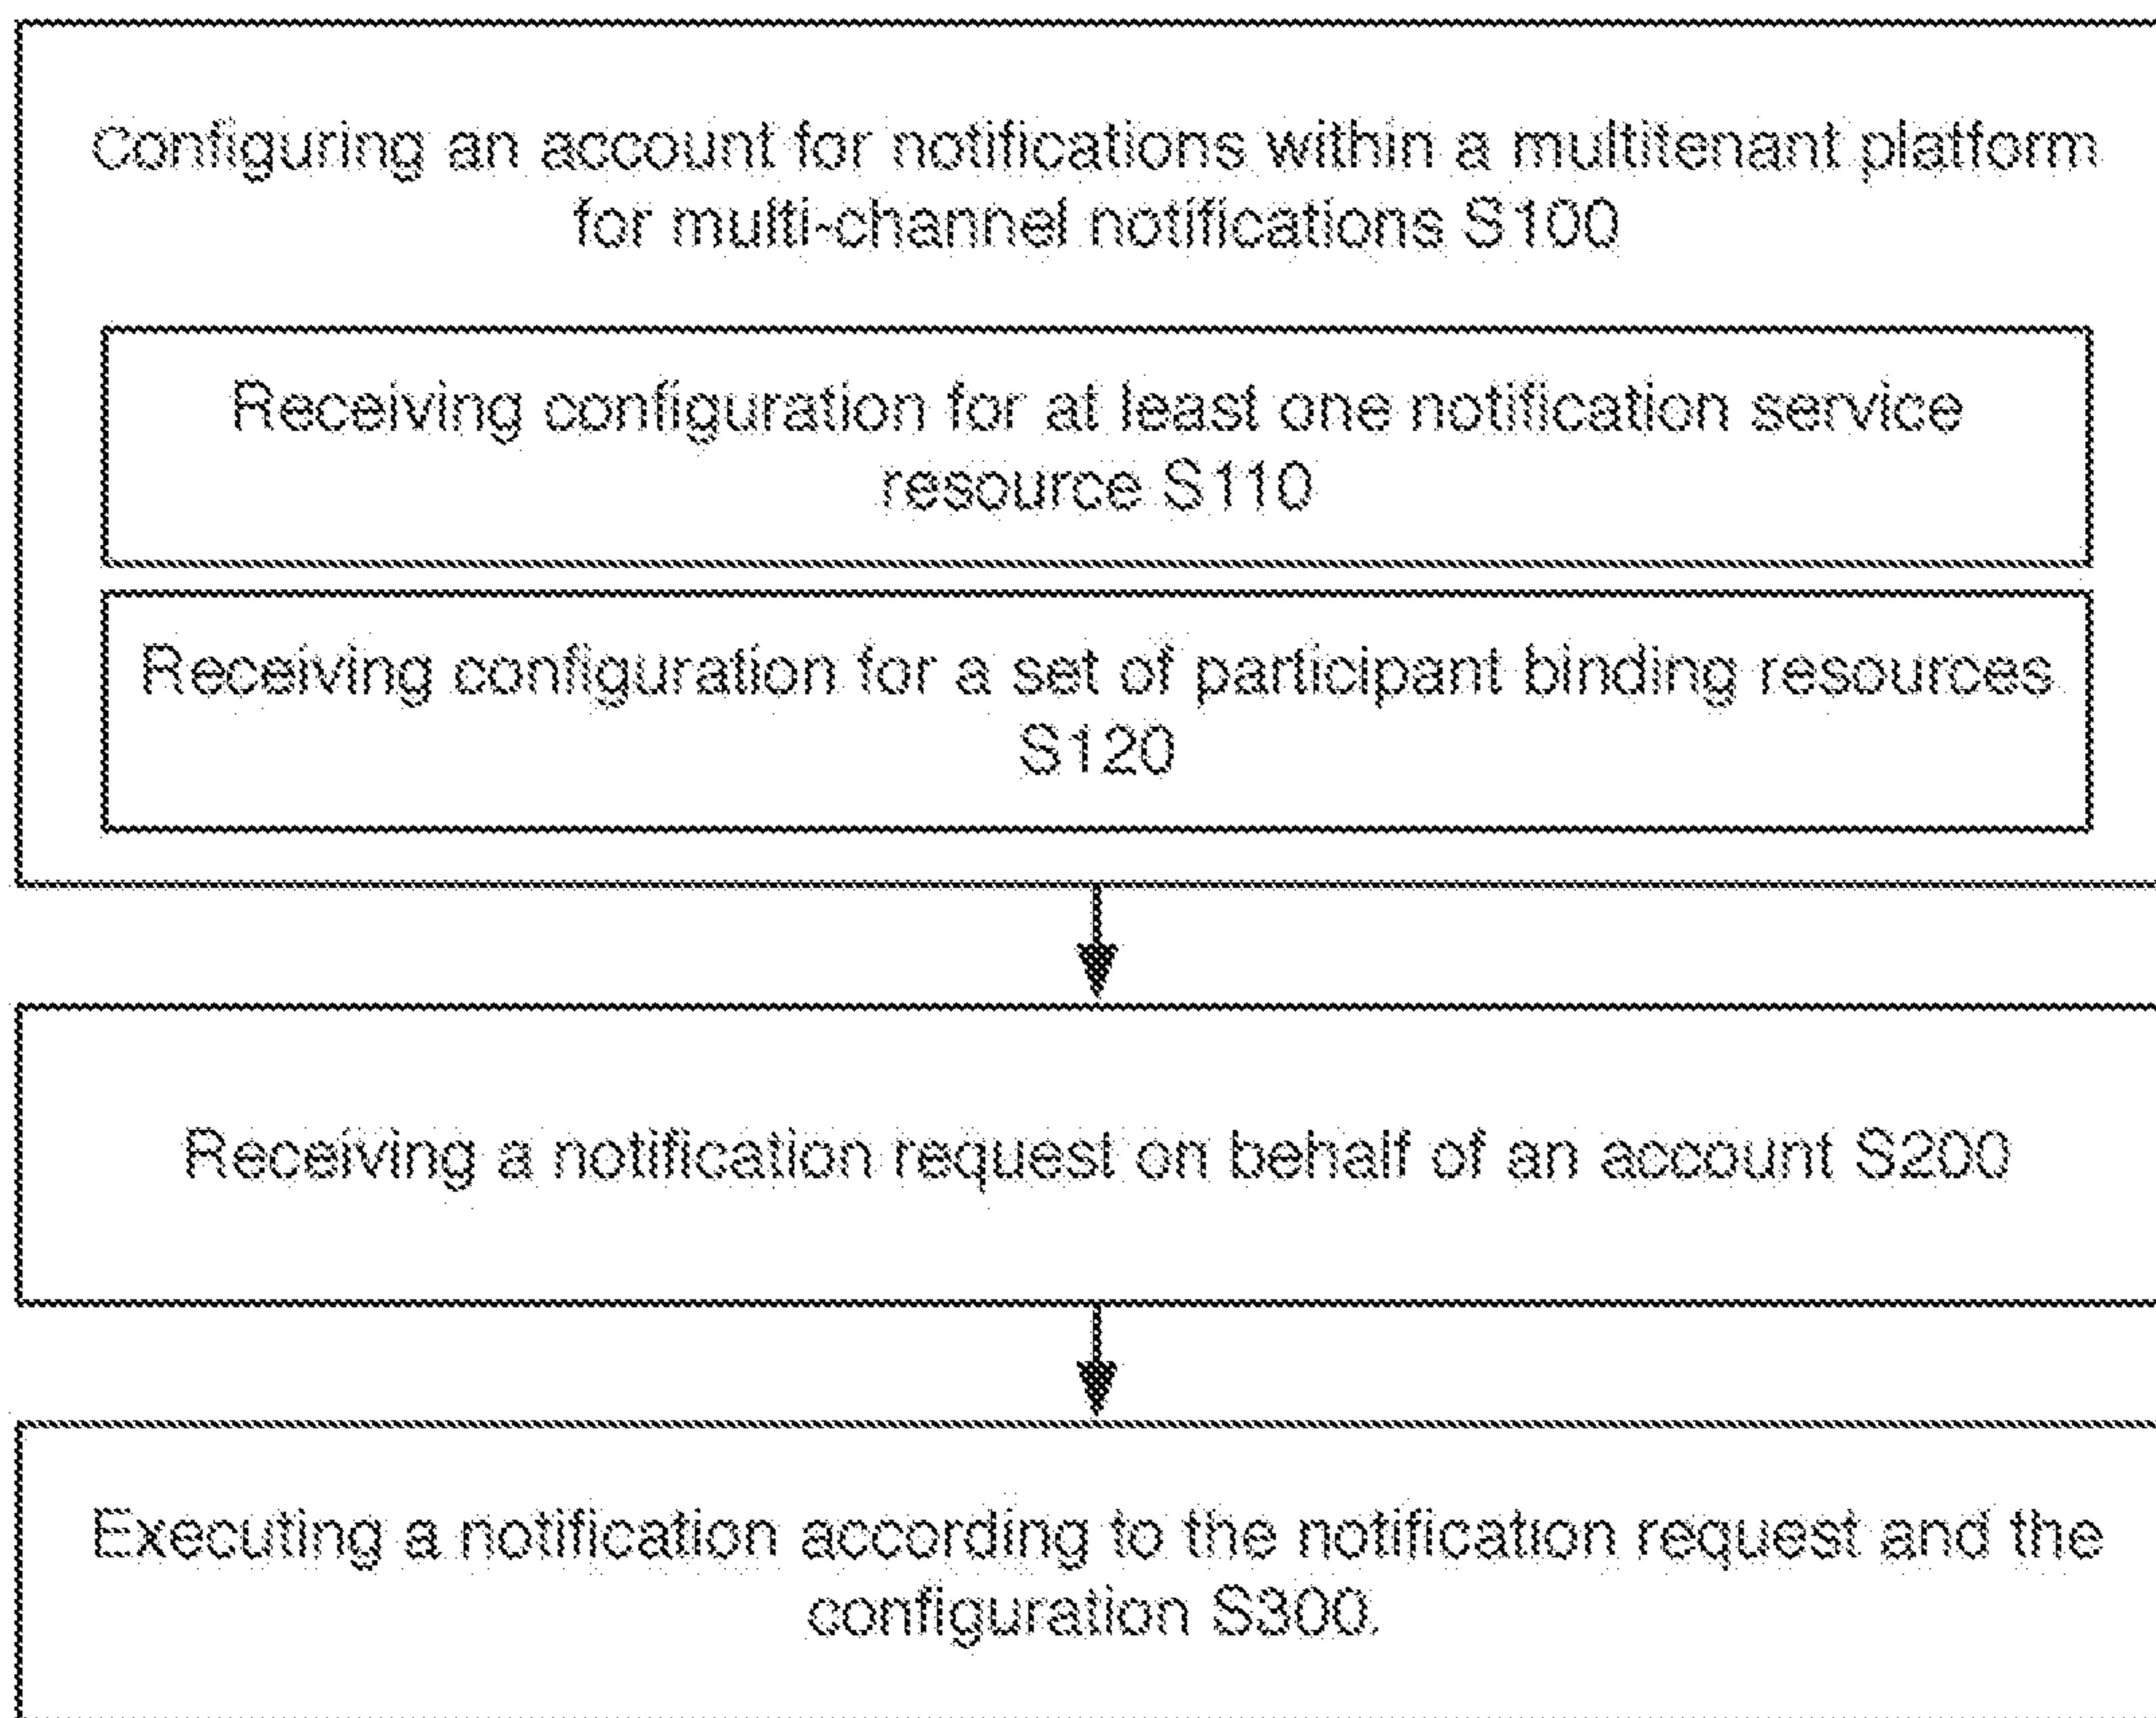 Configuring an account for notifications within a multitenant platform
for multi-channel notifications S100
Receiving configuration for at least one notification service
resource S110
Receiving configuration for a set of participant binding resources
S120
Receiving a notification request on behalf of an account S200
Executing a notification according to the notification request and the
configuration S300.